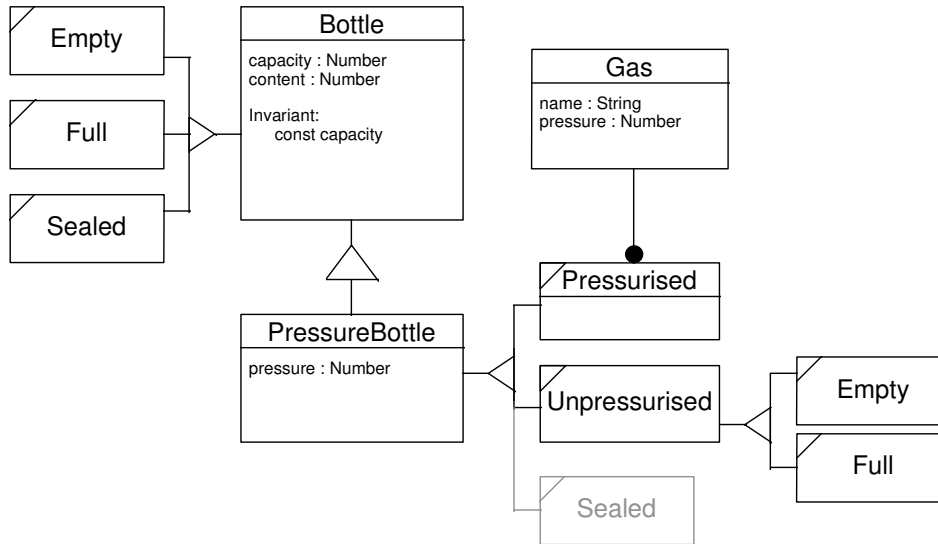 Empty
Full
Sealed
Bottle
capacity : Number
content : Number
Invariant:
const capacity
Gas
name : String
pressure : Number
PressureBottle
pressure : Number
Pressurised
Unpressurised
Sealed
Empty
Full